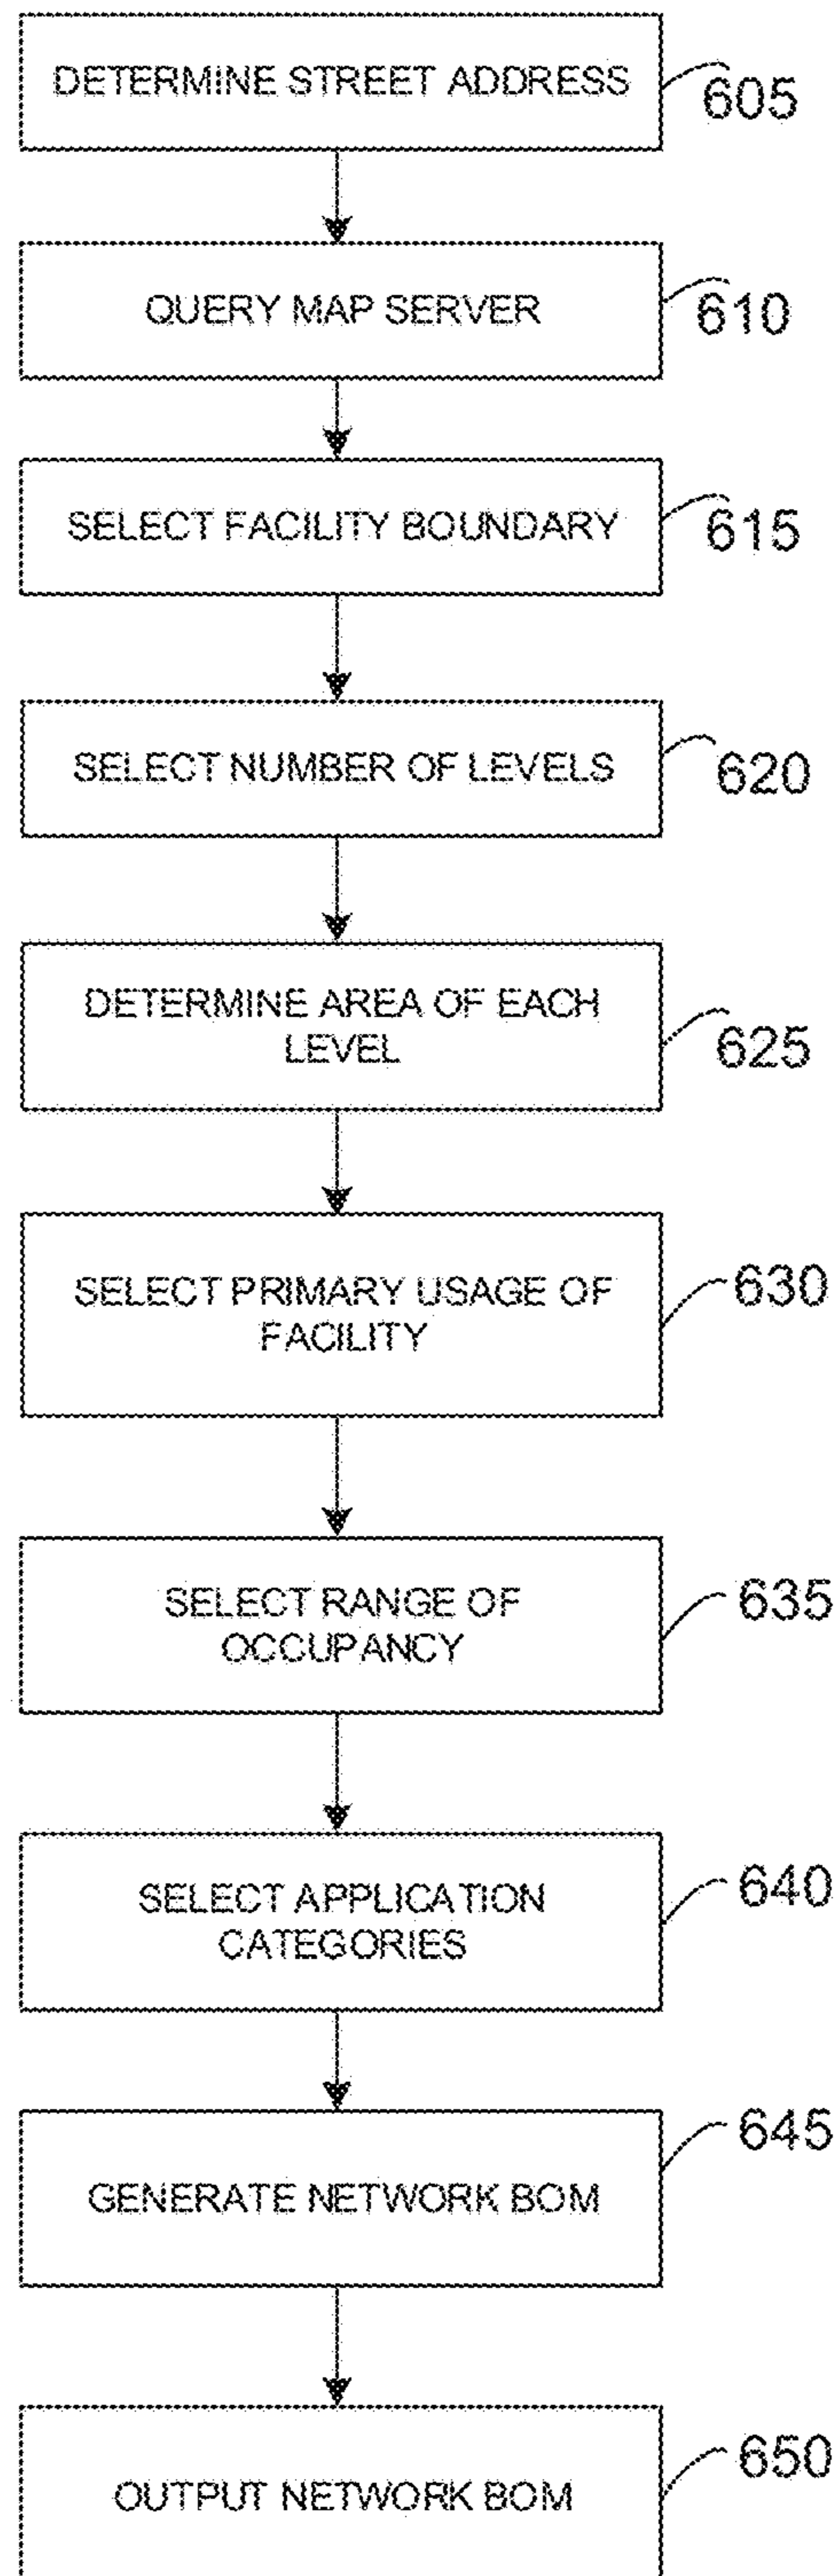 DETERMINE STREET ADDRESS
605
QUERY MAP SERVER
610
SELECT FACILITY BOUNDARY
615
SELECT NUMBER OF LEVELS
620
DETERMINE AREA OF EACH
LEVEL
625
SELECT PRIMARY USAGE OF
FACILITY
630
SELECT RANGE OF
OCCUPANCY
635
SELECT APPLICATION
CATEGORIES
640
GENERATE NETWORK BOM
645
OUTPUT NETWORK BOM
650